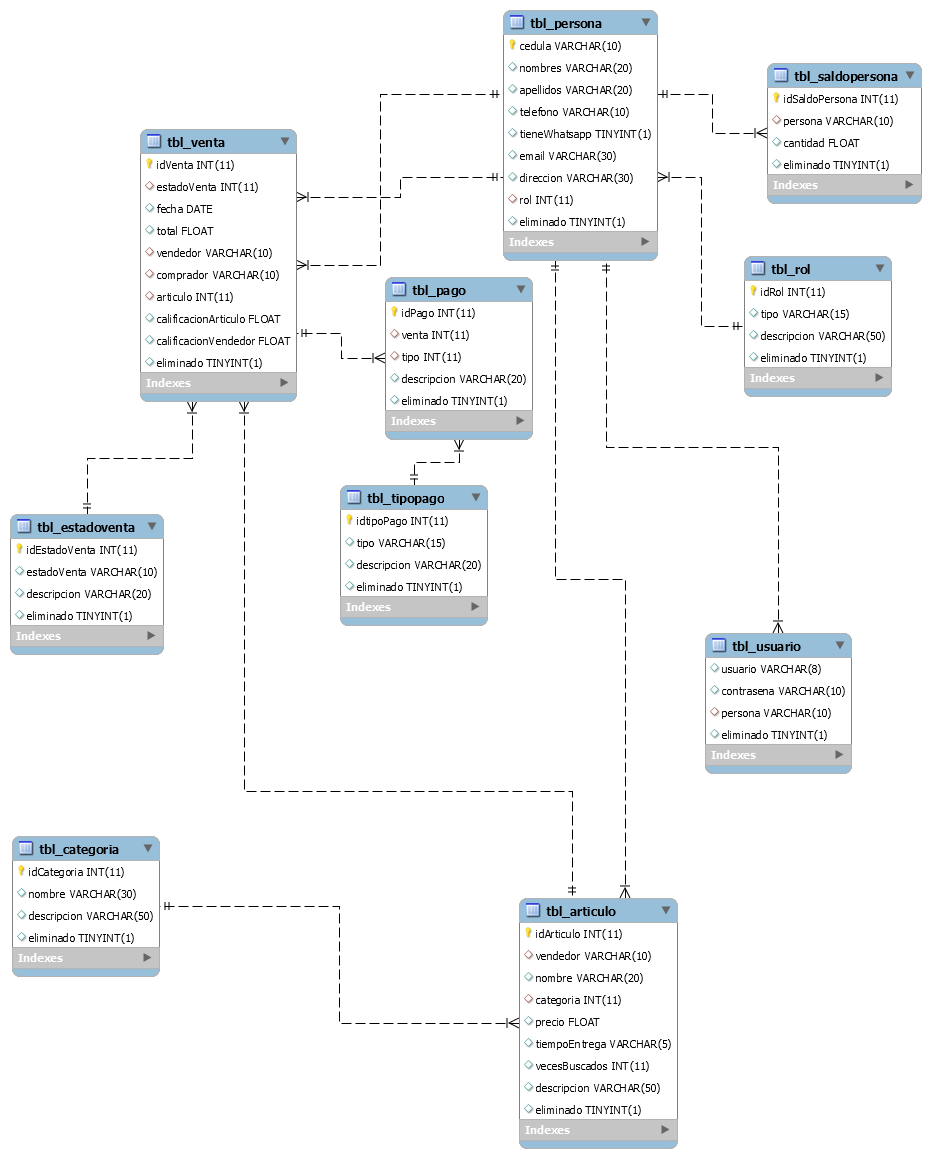 tbl_persona
cedula VARCHAR(10)
nombres VARCHAR(20)
apellidos VARCHAR(20)
telefono VARCHAR(10)
tieneWhatsapp TINYINT(1)
email VARCHAR(30)
direccion VARCHAR(30)
rol INT(11)
eliminado TINYINT(1)
Indexes
tbl_saldopersona
idSaldoPersona INT(11)
persona VARCHAR(10)
cantidad FLOAT
eliminado TINYINT(1)
Indexes
tbl_venta
idVenta INT(11)
estadoVenta INT(11)
fecha DATE
total FLOAT
vendedor VARCHAR(10)
comprador VARCHAR(10)
articulo INT(11)
calificacionArticulo FLOAT
calificacionVendedor FLOAT
eliminado TINYINT(1)
Indexes
tbl_rol
idRol INT(11)
tipo VARCHAR(15)
descripcion VARCHAR(50)
eliminado TINYINT(1)
Indexes
tbl_pago
idPago INT(11)
venta INT(11)
tipo INT(11)
descripcion VARCHAR(20)
eliminado TINYINT(1)
Indexes
tbl_tipopago
idtipoPago INT(11)
tipo VARCHAR(15)
descripcion VARCHAR(20)
eliminado TINYINT(1)
Indexes
tbl_estadoventa
idEstadoVenta INT(11)
estadoVenta VARCHAR(10)
descripcion VARCHAR(20)
eliminado TINYINT(1)
Indexes
tbl_usuario
usuario VARCHAR(8)
contrasena VARCHAR(10)
persona VARCHAR(10)
eliminado TINYINT(1)
Indexes
tbl_categoria
idCategoria INT(11)
nombre VARCHAR(30)
descripcion VARCHAR(50)
eliminado TINYINT(1)
Indexes
tbl_articulo
idArticulo INT(11)
vendedor VARCHAR(10)
nombre VARCHAR(20)
categoria INT(11)
precio FLOAT
tiempoEntrega VARCHAR(5)
vecesBuscados INT(11)
descripcion VARCHAR(50)
eliminado TINYINT(1)
Indexes